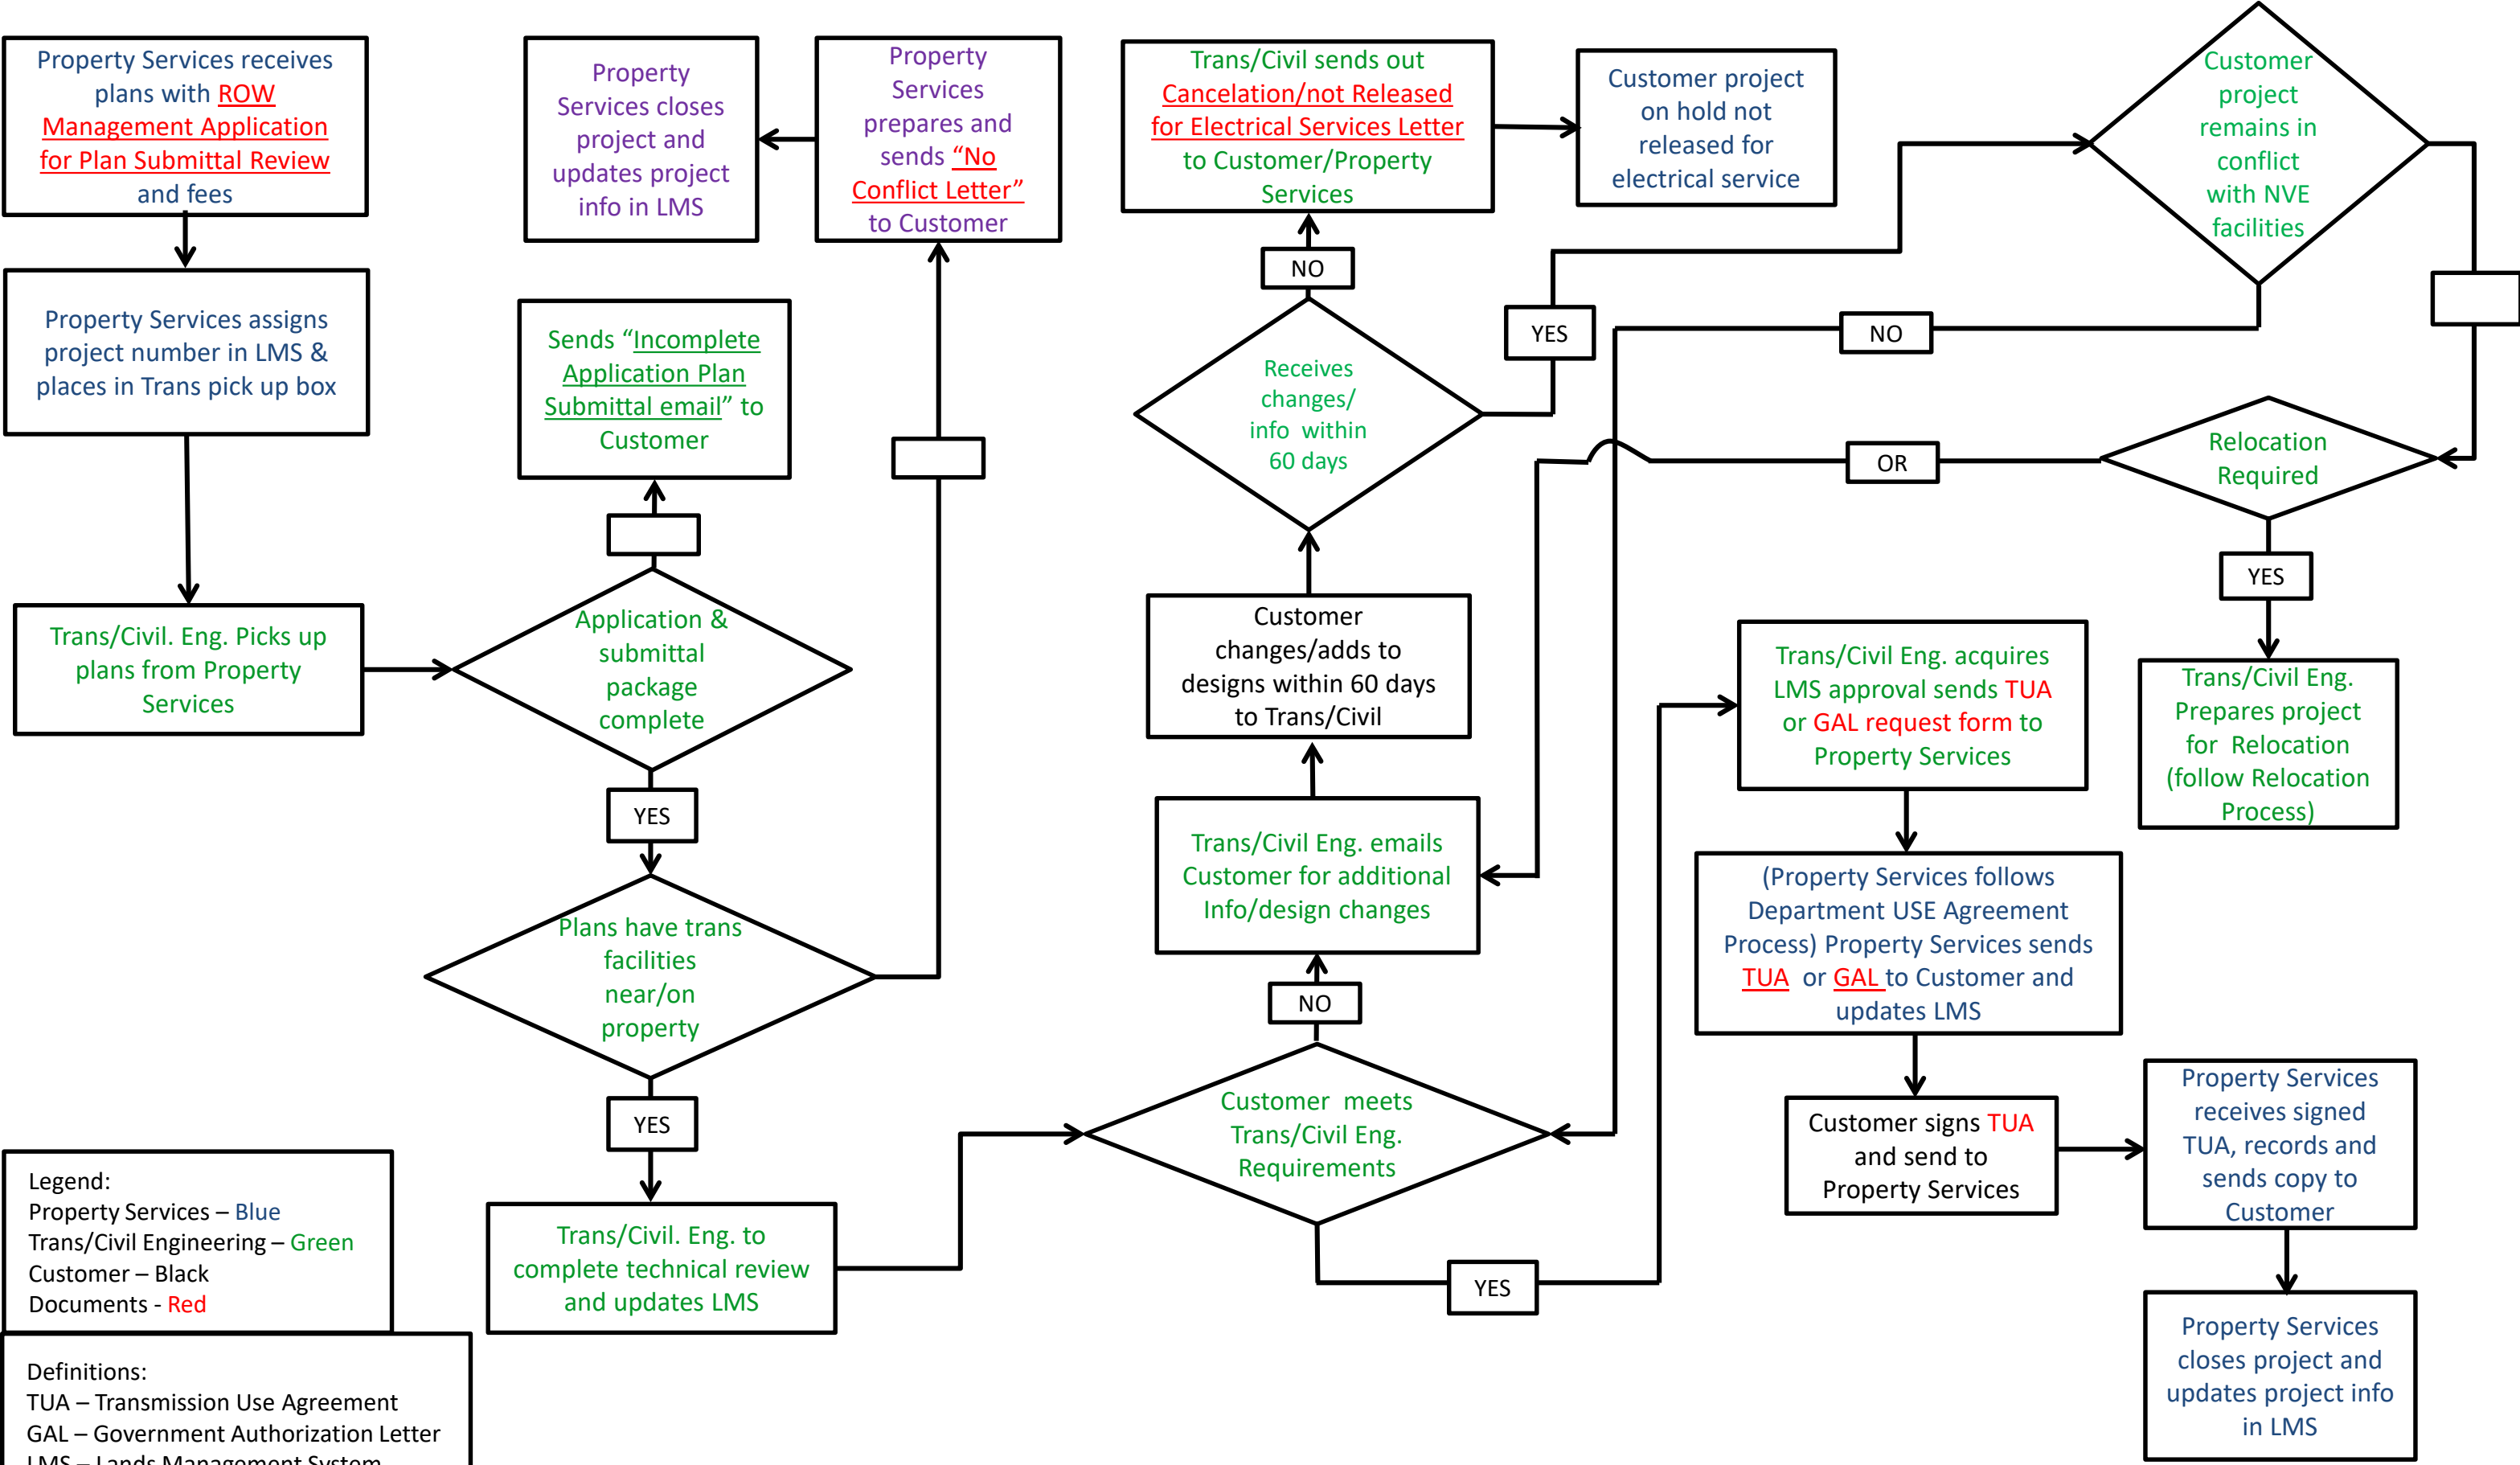 Property Services receives
plans with ROW
Management Application
for Plan Submittal Review
and fees
Property Services assigns
project number in LMS &
places in Trans pick up box
Trans/Civil. Eng. Picks up
plans from Property
Services
Property
Services closes
project and
updates project
info in LMS
Property
Services
prepares and
sends “No
Conflict Letter”
to Customer
Sends “Incomplete
Application Plan
Submittal email” to
Customer
Application &
submittal
package
complete
YES
Plans have trans
facilities
near/on
property
YES
Trans/Civil. Eng. to
complete technical review
and updates LMS
Trans/Civil sends out
Cancelation/not Released
for Electrical Services Letter
to Customer/Property
Services
Customer project
on hold not
released for
electrical service
NO
Receives
changes/
info within
60 days
YES
Customer
changes/adds to
designs within 60 days
to Trans/Civil
Trans/Civil Eng. emails
Customer for additional
Info/design changes
NO
Customer meets
Trans/Civil Eng.
Requirements
YES
Customer
project
remains in
conflict
with NVE
facilities
NO
Relocation
Required
OR
YES
Trans/Civil Eng.
Prepares project
for Relocation
(follow Relocation
Process)
Trans/Civil Eng. acquires
LMS approval sends TUA
or GAL request form to
Property Services
(Property Services follows
Department USE Agreement
Process) Property Services sends
TUA or GAL to Customer and
updates LMS
Customer signs TUA
and send to
Property Services
Property Services
receives signed
TUA, records and
sends copy to
Customer
Property Services
closes project and
updates project info
in LMS
Legend:
Property Services – Blue
Trans/Civil Engineering – Green
Customer – Black
Documents - Red
Definitions:
TUA – Transmission Use Agreement
GAL – Government Authorization Letter
LMS – Lands Management System